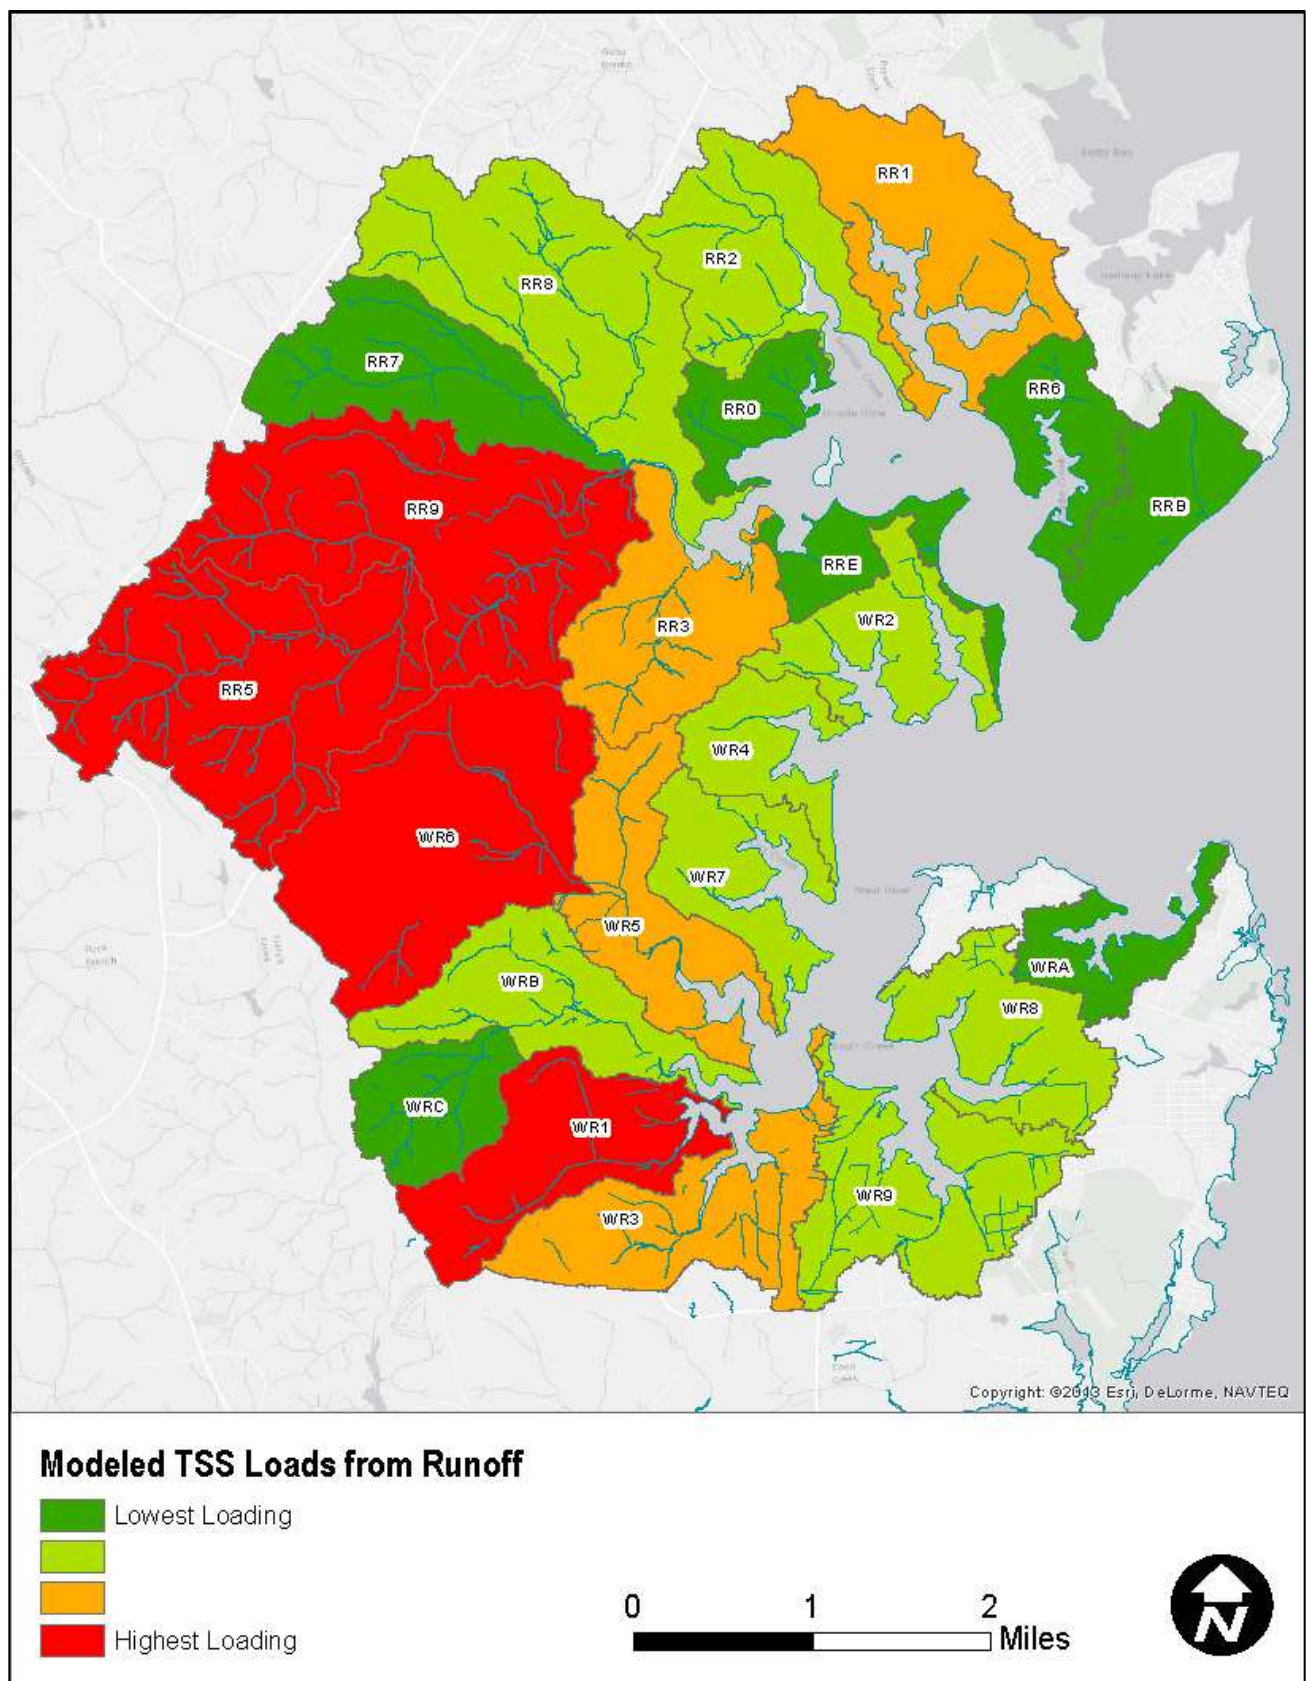 RR1
RR2
RR8
RR7
RR6
RR0
RR9
RRB
RRE
WR2
RR3
RR5
WR4
WR6
WR7
WR5
WRA
WRB
WR8
WRC
WR1
WR9
WR3
Copyright: ©2013 Esri, DeLorme, NAVTEQ
Modeled TSS Loads from Runoff
Lowest Loading
Highest Loading
0 1 2
Miles
N